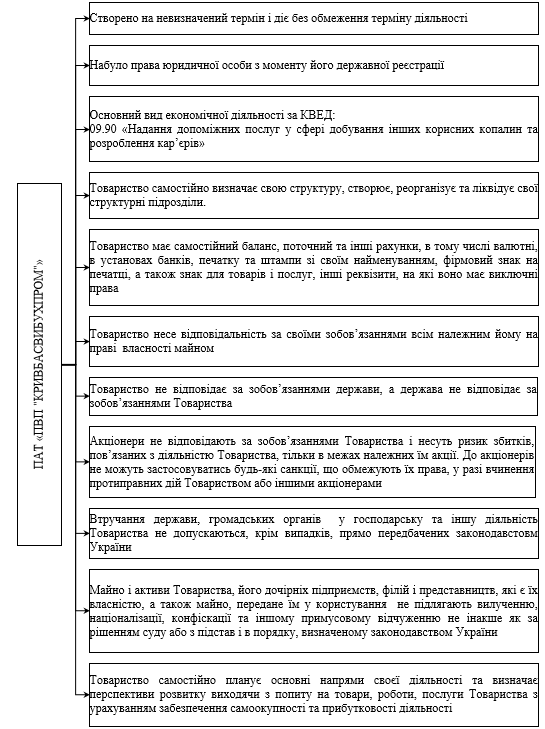 ПАТ «ПВП "КРИВБАСВИБУХПРОМ"»
Створено на невизначений термін і діє без обмеження терміну діяльності
Набуло права юридичної особи з моменту його державної реєстрації
Основний вид економічної діяльності за КВЕД:
09.90 «Надання допоміжних послуг у сфері добування інших корисних копалин та
розроблення кар’єрів»
Товариство самостійно визначає свою структуру, створює, реорганізує та ліквідує свої
структурні підрозділи.
Товариство має самостійний баланс, поточний та інші рахунки, в тому числі валютні,
в установах банків, печатку та штампи зі своїм найменуванням, фірмовий знак на
печатці, а також знак для товарів і послуг, інші реквізити, на які воно має виключні
права
Товариство несе відповідальність за своїми зобов’язаннями всім належним йому на
праві власності майном
Товариство не відповідає за зобов’язаннями держави, а держава не відповідає за
зобов’язаннями Товариства
Акціонери не відповідають за зобов’язаннями Товариства і несуть ризик збитків,
пов’язаних з діяльністю Товариства, тільки в межах належних їм акції. До акціонерів
не можуть застосовуватись будь-які санкції, що обмежують їх права, у разі вчинення
протиправних дій Товариством або іншими акціонерами
Втручання держави, громадських органів у господарську та іншу діяльність
Товариства не допускаються, крім випадків, прямо передбачених законодавстовм
України
Майно і активи Товариства, його дочірніх підприємств, філій і представництв, які є їх
власністю, а також майно, передане їм у користування не підлягають вилученню,
націоналізації, конфіскації та іншому примусовому відчуженню не інакше як за
рішенням суду або з підстав і в порядку, визначеному законодавством України
Товариство самостійно планує основні напрями своєї діяльності та визначає
перспективи розвитку виходячи з попиту на товари, роботи, послуги Товариства з
урахуванням забезпечення самоокупності та прибутковості діяльності